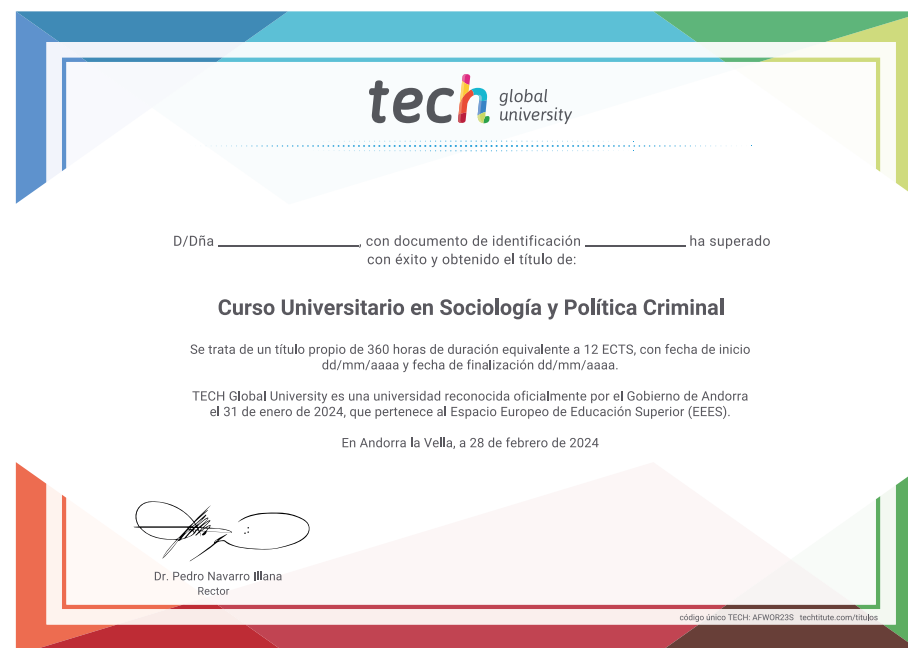 tech global university
D/Dña ______________, con documento de identificación __________ ha superado
con éxito y obtenido el título de:
Curso Universitario en Sociología y Política Criminal
Se trata de un título propio de 360 horas de duración equivalente a 12 ECTS, con fecha de inicio
dd/mm/aaaa y fecha de finalización dd/mm/aaaa.
TECH Global University es una universidad reconocida oficialmente por el Gobierno de Andorra
el 31 de enero de 2024, que pertenece al Espacio Europeo de Educación Superior (EEES).
En Andorra la Vella, a 28 de febrero de 2024
Dr. Pedro Navarro Illana
Rector
código único TECH: AFWOR23S techtitute.com/titulos